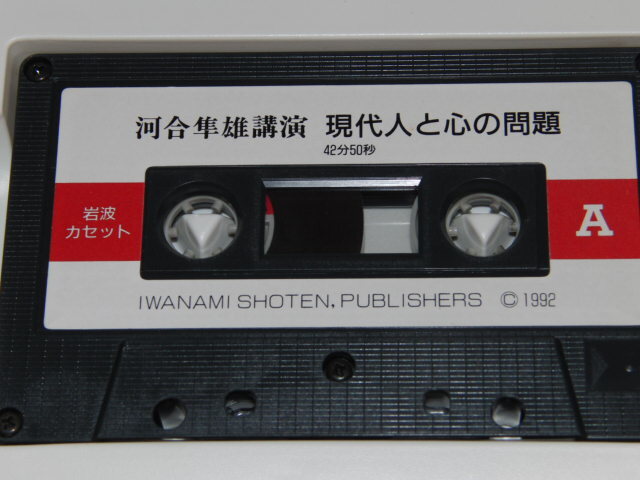 河合隼雄講演 現代人と心の問題
42分50秒
岩波
カセット
A
IWANAMI SHOTEN, PUBLISHERS © 1992